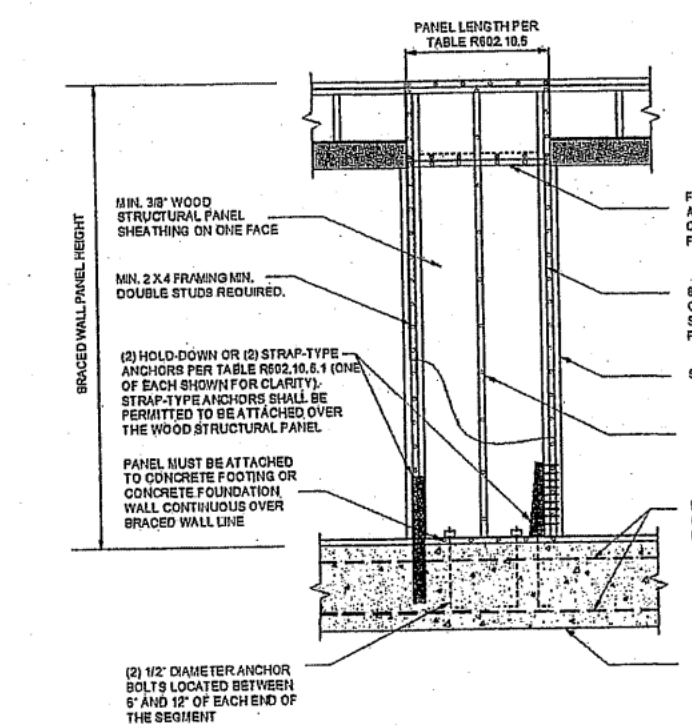 PANEL LENGTH PER
TABLE R602.10.5
BRACED WALL PANEL HEIGHT
MIN. 3/8" WOOD
STRUCTURAL PANEL
SHEATHING ON ONE FACE
MIN. 2 X 4 FRAMING MIN.
DOUBLE STUDS REQUIRED.
(2) HOLD-DOWN OR (2) STRAP-TYPE
ANCHORS PER TABLE R602.10.6.1 (ONE
OF EACH SHOWN FOR CLARITY).
STRAP-TYPE ANCHORS SHALL BE
PERMITTED TO BE ATTACHED OVER
THE WOOD STRUCTURAL PANEL
PANEL MUST BE ATTACHED
TO CONCRETE FOOTING OR
CONCRETE FOUNDATION
WALL CONTINUOUS OVER
BRACED WALL LINE
(2) 1/2" DIAMETER ANCHOR
BOLTS LOCATED BETWEEN
6" AND 12" OF EACH END OF
THE SEGMENT